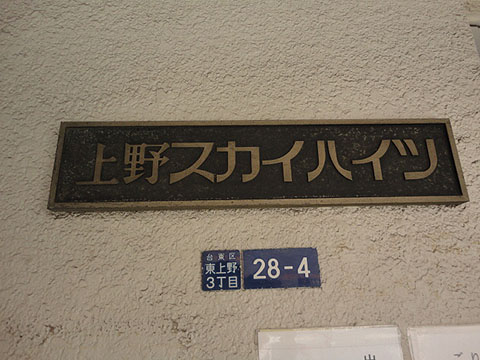 上野スカイハイツ
台東区
東上野
3丁目
28-4
出